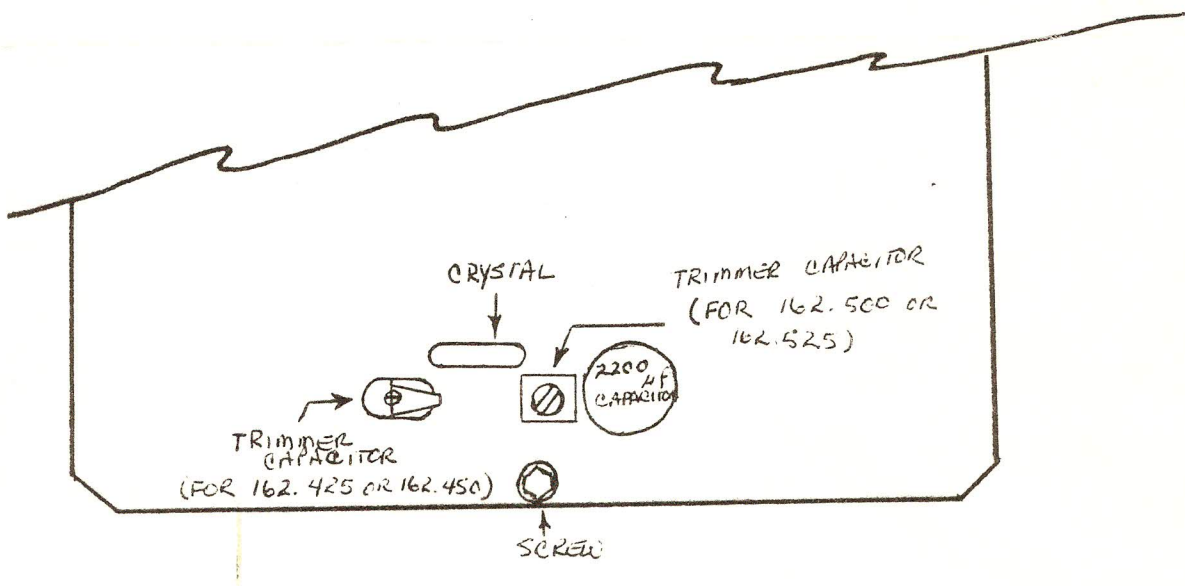 CRYSTAL
TRIMMER CAPACITOR
(FOR 162.500 OR
162.525)
2200
µF
CAPACITOR
TRIMMER
CAPACITOR
(FOR 162.425 OR 162.450)
SCREW